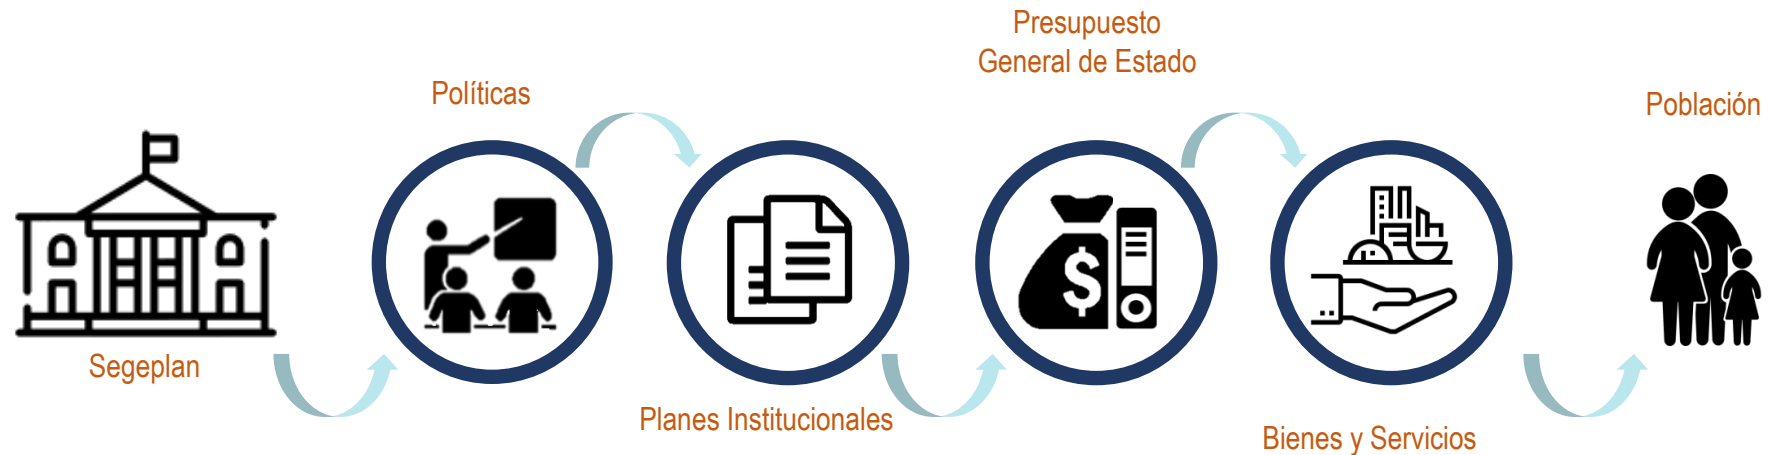 Segeplan
Políticas
Planes Institucionales
Presupuesto
General de Estado
$
Bienes y Servicios
Población